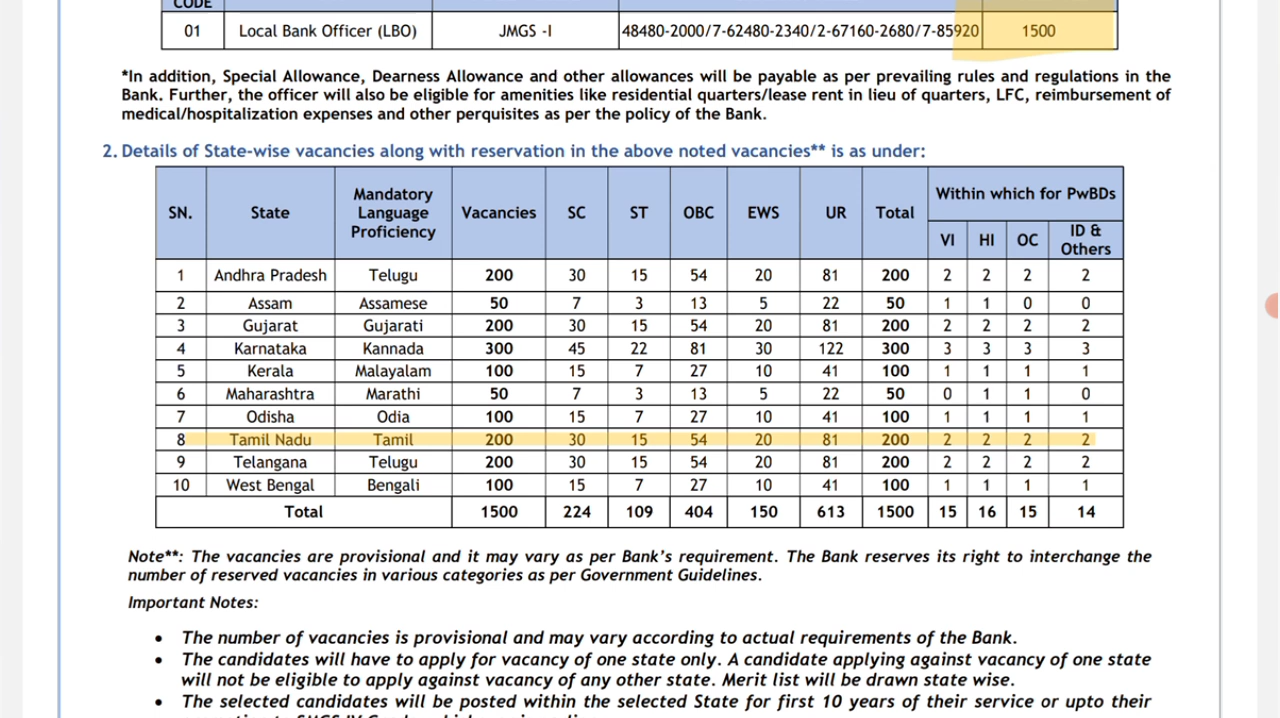 CODE
01 Local Bank Officer (LBO) JMGS -I 48480-2000/7-62480-2340/2-67160-2680/7-85920 1500
*In addition, Special Allowance, Dearness Allowance and other allowances will be payable as per prevailing rules and regulations in the
Bank. Further, the officer will also be eligible for amenities like residential quarters/lease rent in lieu of quarters, LFC, reimbursement of
medical/hospitalization expenses and other perquisites as per the policy of the Bank.
2. Details of State-wise vacancies along with reservation in the above noted vacancies** is as under:
SN. State Mandatory Language Proficiency Vacancies SC ST OBC EWS UR Total Within which for PwBDs
VI HI OC ID & Others
1 Andhra Pradesh Telugu 200 30 15 54 20 81 200 2 2 2 2
2 Assam Assamese 50 7 3 13 5 22 50 1 1 0 0
3 Gujarat Gujarati 200 30 15 54 20 81 200 2 2 2 2
4 Karnataka Kannada 300 45 22 81 30 122 300 3 3 3 3
5 Kerala Malayalam 100 15 7 27 10 41 100 1 1 1 1
6 Maharashtra Marathi 50 7 3 13 5 22 50 0 1 1 0
7 Odisha Odia 100 15 7 27 10 41 100 1 1 1 1
8 Tamil Nadu Tamil 200 30 15 54 20 81 200 2 2 2 2
9 Telangana Telugu 200 30 15 54 20 81 200 2 2 2 2
10 West Bengal Bengali 100 15 7 27 10 41 100 1 1 1 1
Total 1500 224 109 404 150 613 1500 15 16 15 14
Note**: The vacancies are provisional and it may vary as per Bank's requirement. The Bank reserves its right to interchange the
number of reserved vacancies in various categories as per Government Guidelines.
Important Notes:
• The number of vacancies is provisional and may vary according to actual requirements of the Bank.
• The candidates will have to apply for vacancy of one state only. A candidate applying against vacancy of one state
will not be eligible to apply against vacancy of any other state. Merit list will be drawn state wise.
• The selected candidates will be posted within the selected State for first 10 years of their service or upto their